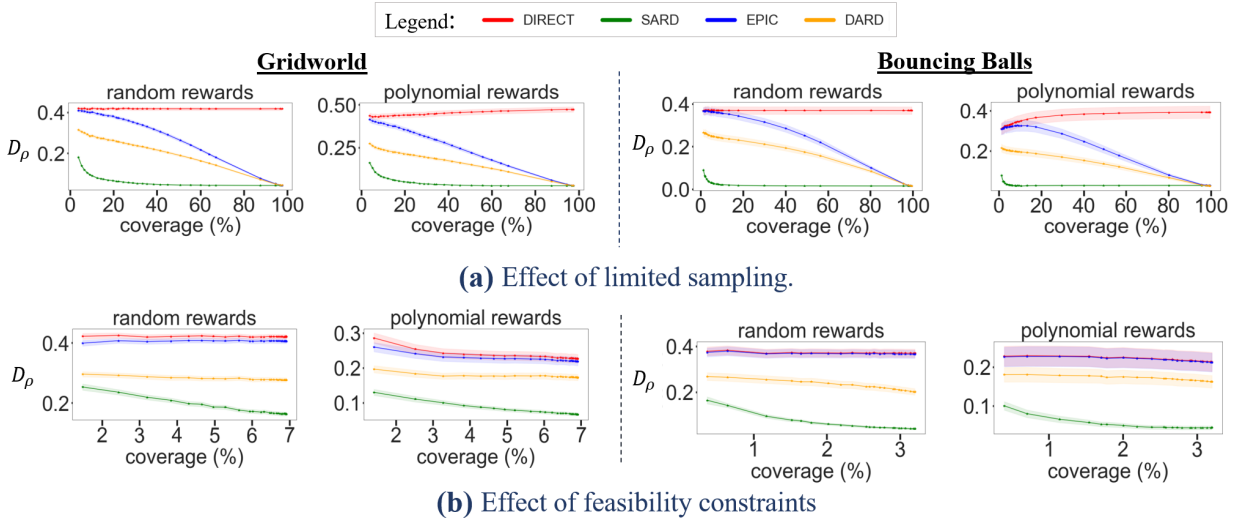 Legend: DIRECT SARD EPIC DARD
Gridworld
Bouncing Balls
random rewards
polynomial rewards
random rewards
polynomial rewards
D_ρ
0.4
0.2
0 20 40 60 80 100
coverage (%)
0.50
0.25
0 20 40 60 80 100
coverage (%)
0.4
0.2
0.0
0 20 40 60 80 100
coverage (%)
0.4
0.2
0 20 40 60 80 100
coverage (%)
(a) Effect of limited sampling.
random rewards
polynomial rewards
random rewards
polynomial rewards
D_ρ
0.4
0.2
2 3 4 5 6 7
coverage (%)
0.3
0.2
0.1
2 3 4 5 6 7
coverage (%)
D_ρ
0.4
0.2
1 2 3
coverage (%)
0.2
0.1
1 2 3
coverage (%)
(b) Effect of feasibility constraints